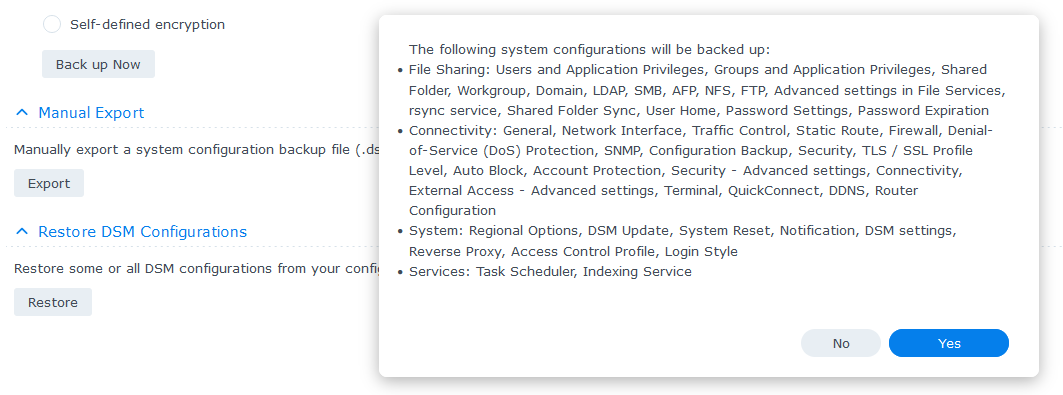 Self-defined encryption
Back up Now
Manual Export
Manually export a system configuration backup file (.ds
Export
Restore DSM Configurations
Restore some or all DSM configurations from your config
Restore
The following system configurations will be backed up:
• File Sharing: Users and Application Privileges, Groups and Application Privileges, Shared
Folder, Workgroup, Domain, LDAP, SMB, AFP, NFS, FTP, Advanced settings in File Services,
rsync service, Shared Folder Sync, User Home, Password Settings, Password Expiration
• Connectivity: General, Network Interface, Traffic Control, Static Route, Firewall, Denial-
of-Service (DoS) Protection, SNMP, Configuration Backup, Security, TLS / SSL Profile
Level, Auto Block, Account Protection, Security - Advanced settings, Connectivity,
External Access - Advanced settings, Terminal, QuickConnect, DDNS, Router
Configuration
• System: Regional Options, DSM Update, System Reset, Notification, DSM settings,
Reverse Proxy, Access Control Profile, Login Style
• Services: Task Scheduler, Indexing Service
No
Yes